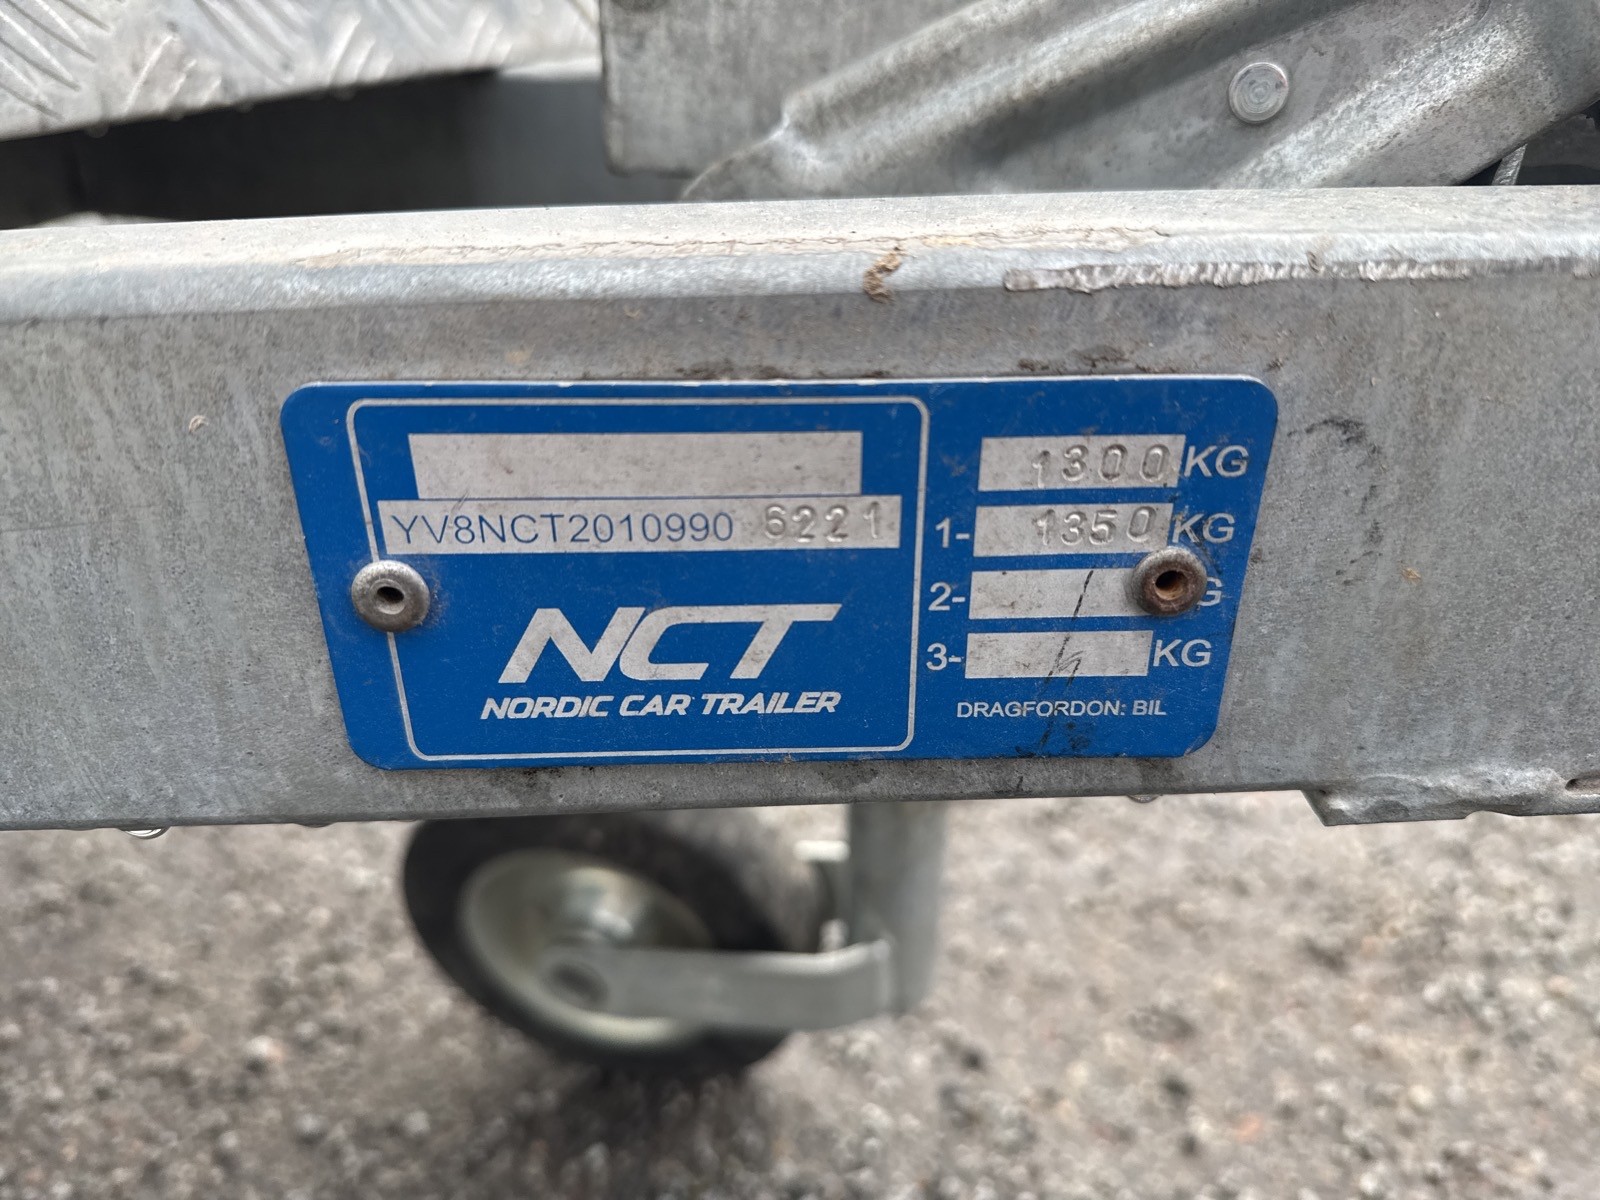 YV8NCT2010990 6221
NCT
NORDIC CAR TRAILER
1300 KG
1- 1350 KG
2- G
3- KG
DRAGFORDON: BIL